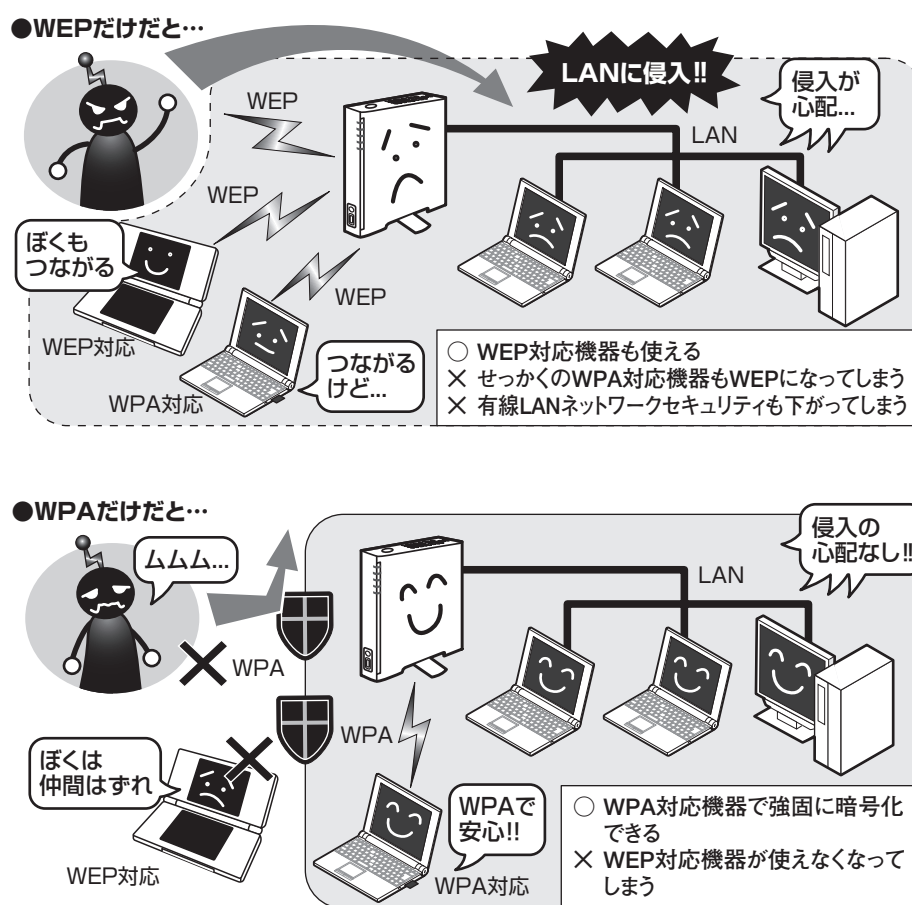 ●WEPだけだと…
LANに侵入!!
侵入が
心配...
WEP
LAN
WEP
ぼくも
つながる
WEP
WEP対応
つながる
けど...
WPA対応
○ WEP対応機器も使える
× せっかくのWPA対応機器もWEPになってしまう
× 有線LANネットワークセキュリティも下がってしまう
●WPAだけだと…
ムムム...
侵入の
心配なし!!
LAN
WPA
WPA
ぼくは
仲間はずれ
WPAで
安心!!
WEP対応
WPA対応
○ WPA対応機器で強固に暗号化
できる
× WEP対応機器が使えなくなって
しまう